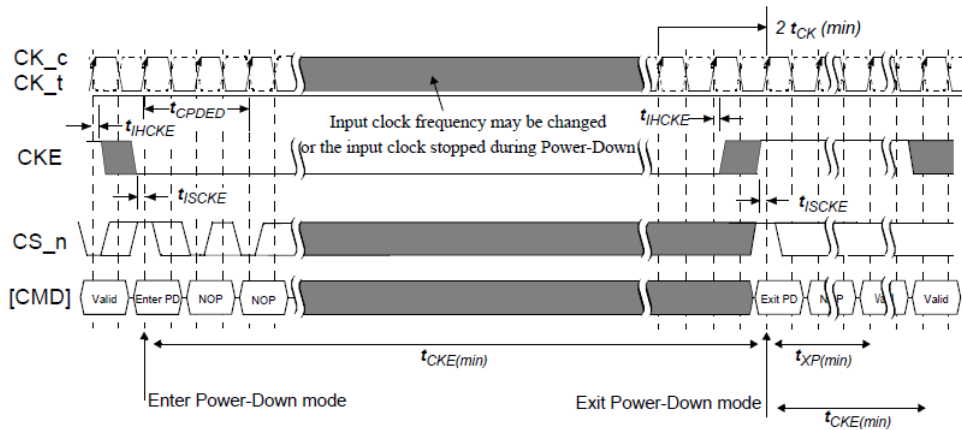 2 tCK (min)
CK_c
CK_t
tCPDED
tIHCKE
Input clock frequency may be changed
or the input clock stopped during Power-Down
tIHCKE
CKE
tISCKE
tISCKE
CS_n
[CMD]
Valid
Enter PD
NOP
NOP
Exit PD
Valid
tCKE(min)
tXP(min)
Enter Power-Down mode
Exit Power-Down mode
tCKE(min)